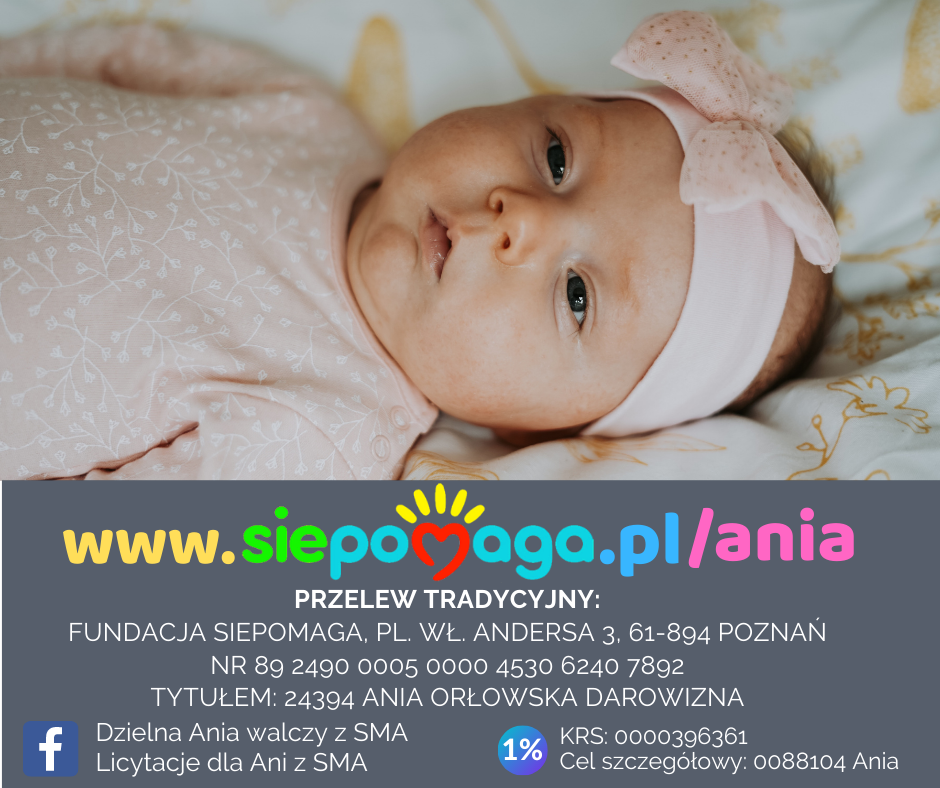 www.siepomaga.pl/ania
PRZELEW TRADYCYJNY:
FUNDACJA SIEPOMAGA, PL. WŁ. ANDERSA 3, 61-894 POZNAŃ
NR 89 2490 0005 0000 4530 6240 7892
TYTUŁEM: 24394 ANIA ORŁOWSKA DAROWIZNA
f Dzielna Ania walczy z SMA
Licytacje dla Ani z SMA
1% KRS: 0000396361
Cel szczegółowy: 0088104 Ania